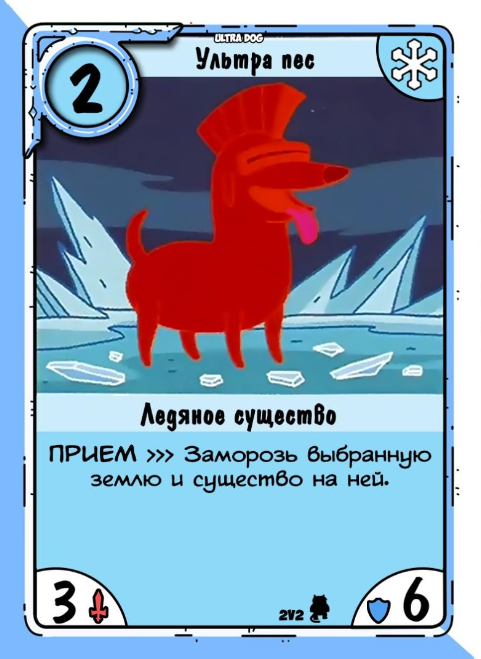 ULTRA DOG
Ультра пес
2
Ледяное существо
ПРИЕМ >>> Заморозь выбранную
землю и существо на ней.
3
2V2
6